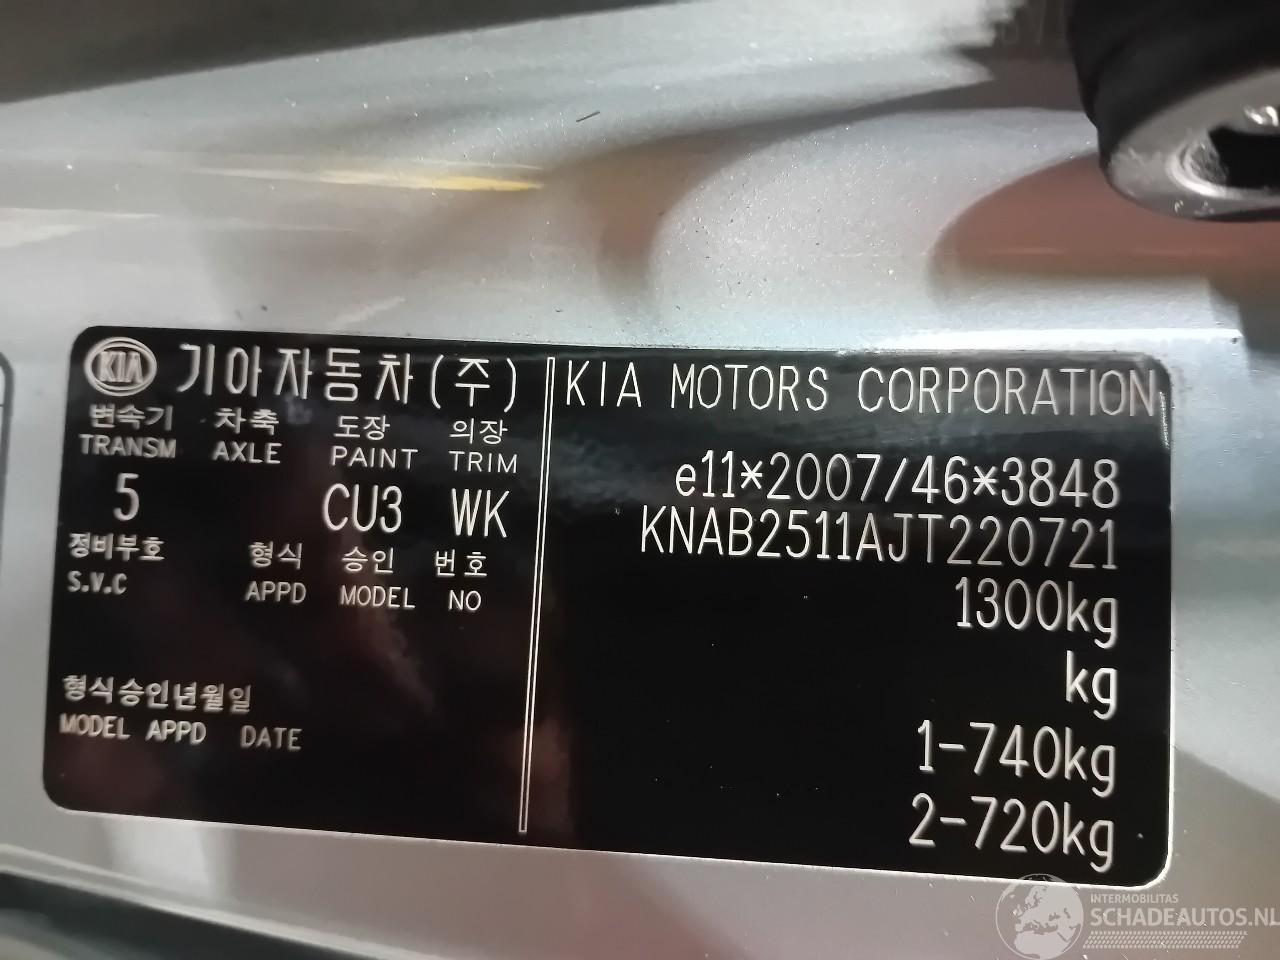 KIA 기아자동차(주)
변속기 차축 도장 의장
TRANSM AXLE PAINT TRIM
5 CU3 WK
정비부호 형식 승인 번호
S.V.C APPD MODEL NO
형식승인년월일
MODEL APPD DATE
KIA MOTORS CORPORATION
e11*2007/46*3848
KNAB2511AJT220721
1300kg
kg
1-740kg
2-720kg
INTERMOBILITAS
SCHADEAUTOS.NL